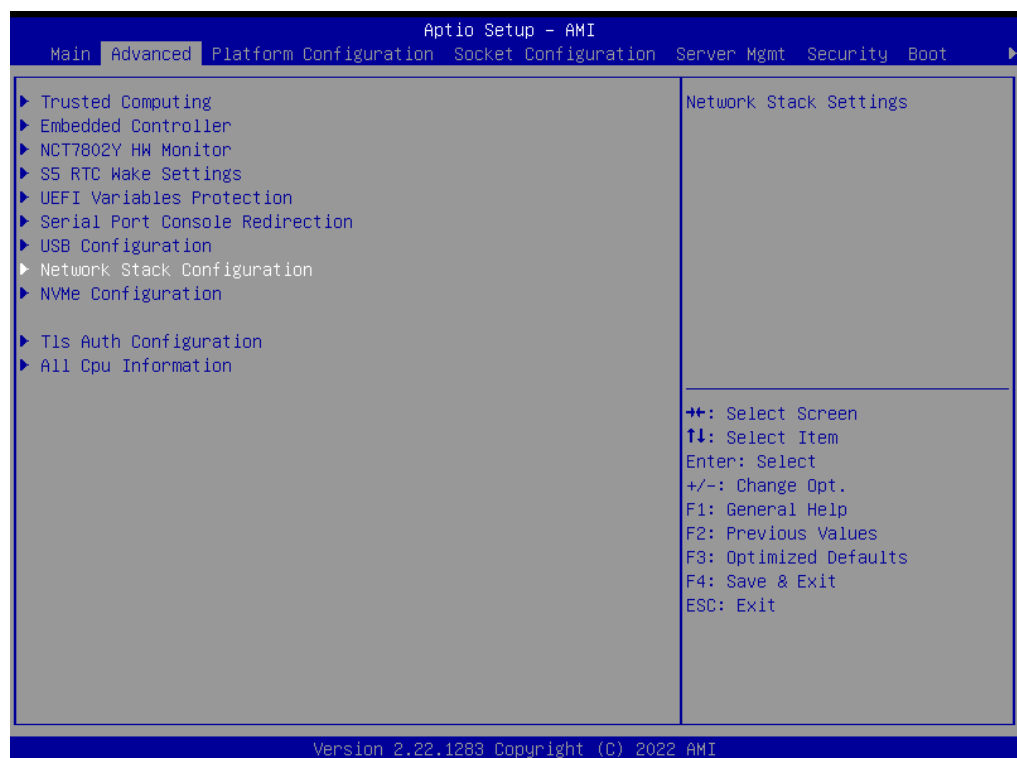 Aptio Setup – AMI
Main Advanced Platform Configuration Socket Configuration Server Mgmt Security Boot ▶
▶ Trusted Computing
▶ Embedded Controller
▶ NCT7802Y HW Monitor
▶ S5 RTC Wake Settings
▶ UEFI Variables Protection
▶ Serial Port Console Redirection
▶ USB Configuration
▶ Network Stack Configuration
▶ NVMe Configuration
▶ Tls Auth Configuration
▶ All Cpu Information
Network Stack Settings
→←: Select Screen
↑↓: Select Item
Enter: Select
+/-: Change Opt.
F1: General Help
F2: Previous Values
F3: Optimized Defaults
F4: Save & Exit
ESC: Exit
Version 2.22.1283 Copyright (C) 2022 AMI